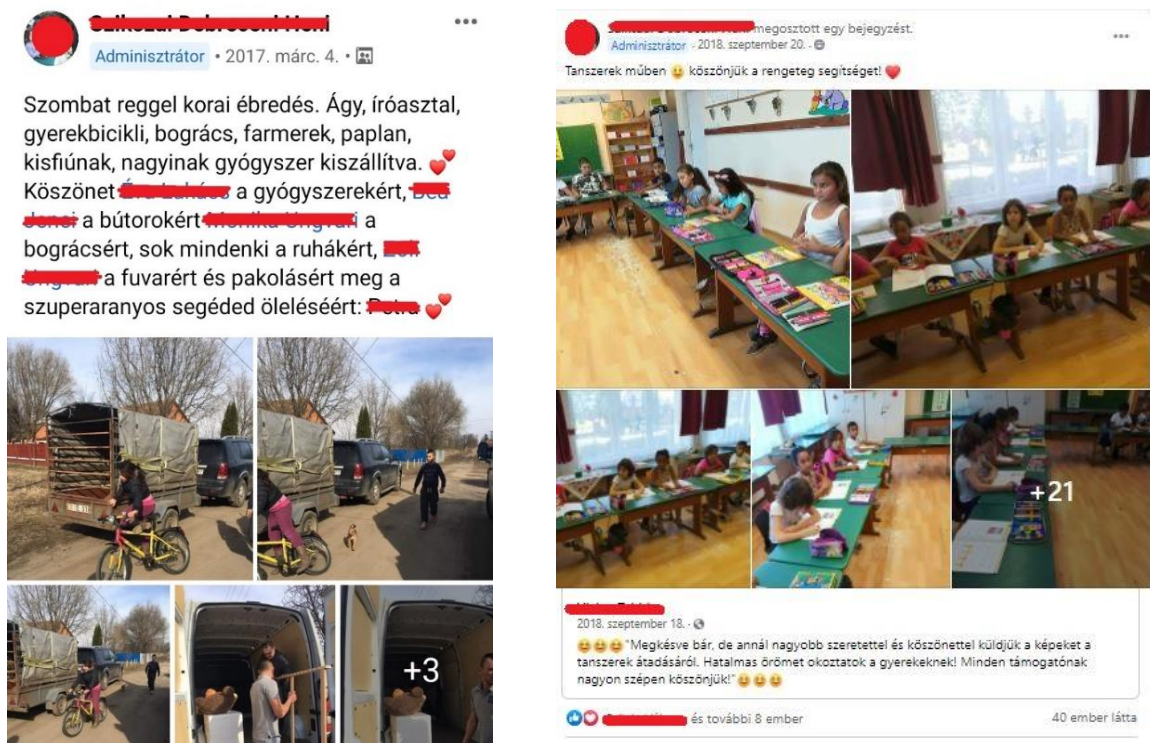 Adminisztrátor • 2017. márc. 4. •
Szombat reggel korai ébredés. Ágy, íróasztal,
gyerekbicikli, bogrács, farmerek, paplan,
kisfiúnak, nagyinak gyógyszer kiszállítva.
Köszönet a gyógyszerekért,
a bútorokért a
bográcsért, sok mindenki a ruhákért,
a fuvarért és pakolásért meg a
szuperaranyos segéded öleléséért:
+3
megosztott egy bejegyzést.
Adminisztrátor · 2018. szeptember 20. ·
Tanszerek műben köszönjük a rengeteg segítséget!
+21
2018. szeptember 18. ·
"Megkésve bár, de annál nagyobb szeretettel és köszönettel küldjük a képeket a
tanszerek átadásáról. Hatalmas örömet okoztatok a gyerekeknek! Minden támogatónak
nagyon szépen köszönjük!"
és további 8 ember
40 ember látta